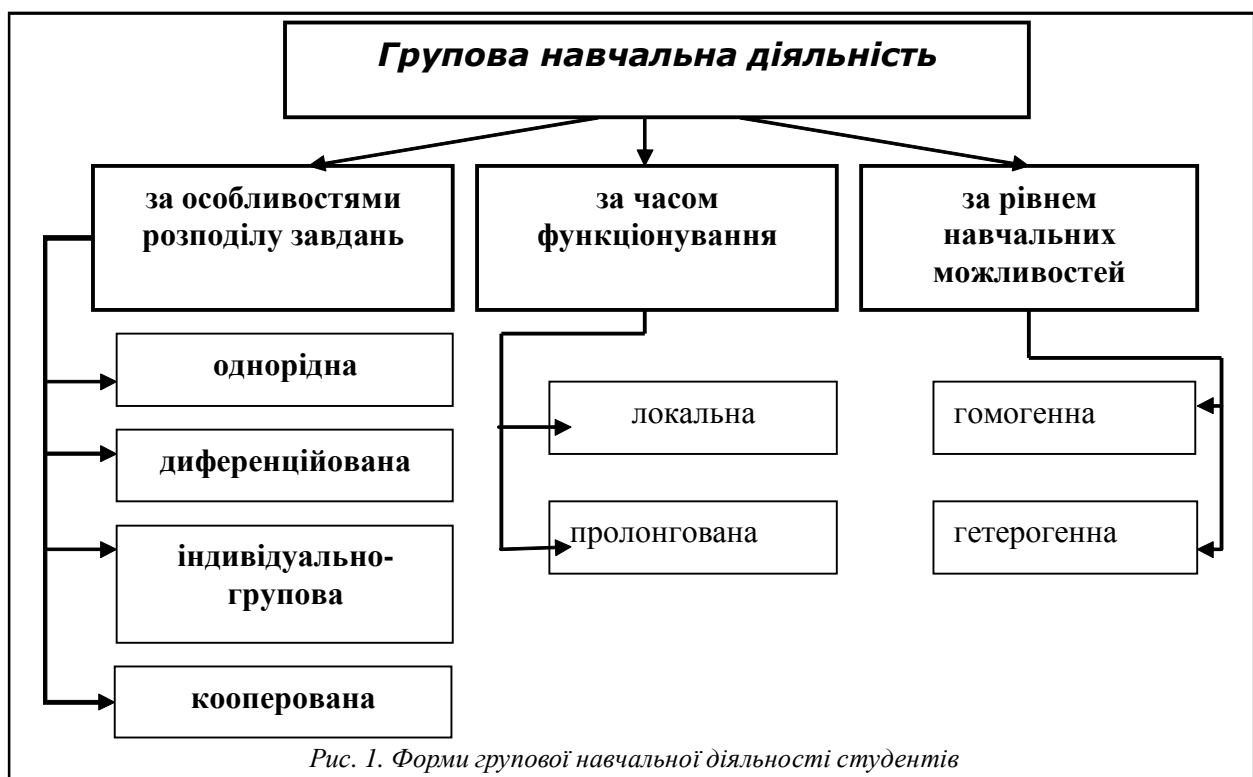 Групова навчальна діяльність
за особливостями
розподілу завдань
за часом
функціонування
за рівнем
навчальних
можливостей
однорідна
диференційована
індивідуально-
групова
кооперована
локальна
пролонгована
гомогенна
гетерогенна
Рис. 1. Форми групової навчальної діяльності студентів